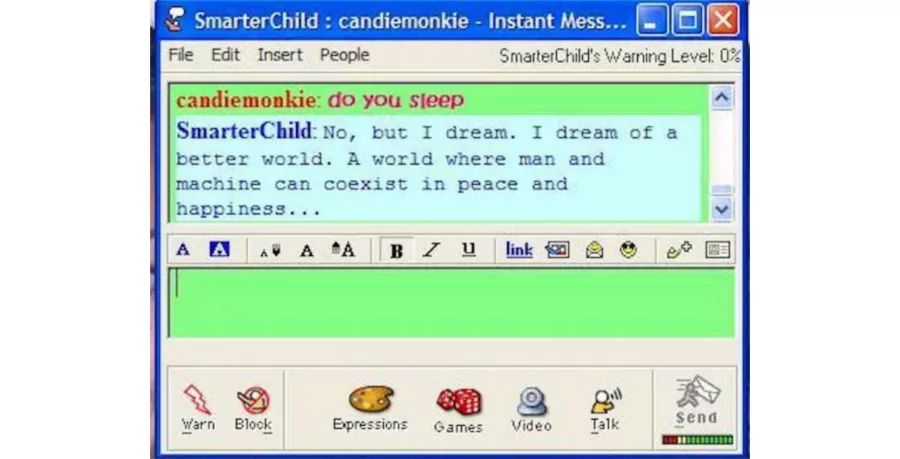 SmarterChild : candiemonkie - Instant Mess...
File Edit Insert People SmarterChild's Warning Level: 0%
candiemonkie: do you sleep
SmarterChild: No, but I dream. I dream of a
better world. A world where man and
machine can coexist in peace and
happiness...
A A A A A B I U link
Warn Block Expressions Games Video Talk Send